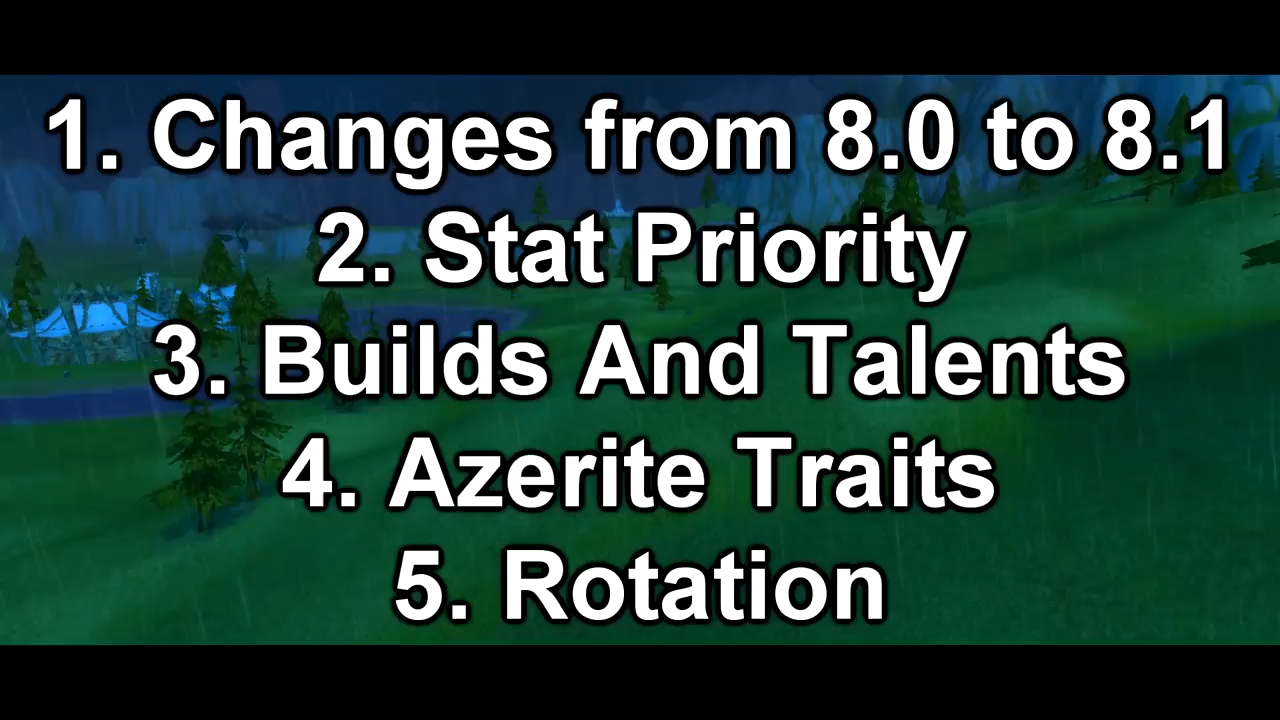 1. Changes from 8.0 to 8.1
2. Stat Priority
3. Builds And Talents
4. Azerite Traits
5. Rotation